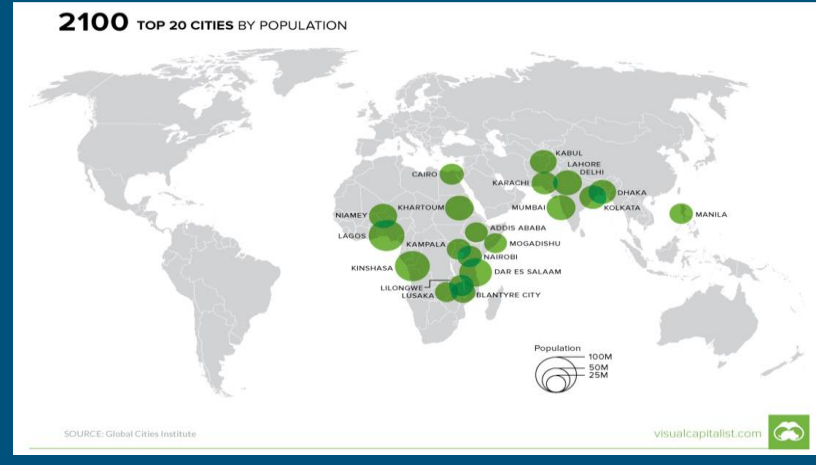 2100 TOP 20 CITIES BY POPULATION
KABUL
LAHORE
DELHI
CAIRO
KARACHI
DHAKA
KHARTOUM
MUMBAI
KOLKATA
MANILA
NIAMEY
ADDIS ABABA
LAGOS
KAMPALA
MOGADISHU
NAIROBI
KINSHASA
DAR ES SALAAM
LILONGWE
LUSAKA
BLANTYRE CITY
Population
100M
50M
25M
SOURCE: Global Cities Institute
visualcapitalist.com